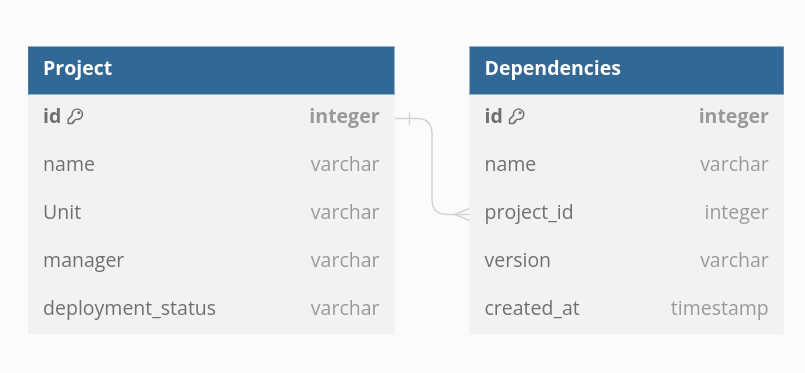 Project
id integer
name varchar
Unit varchar
manager varchar
deployment_status varchar
Dependencies
id integer
name varchar
project_id integer
version varchar
created_at timestamp